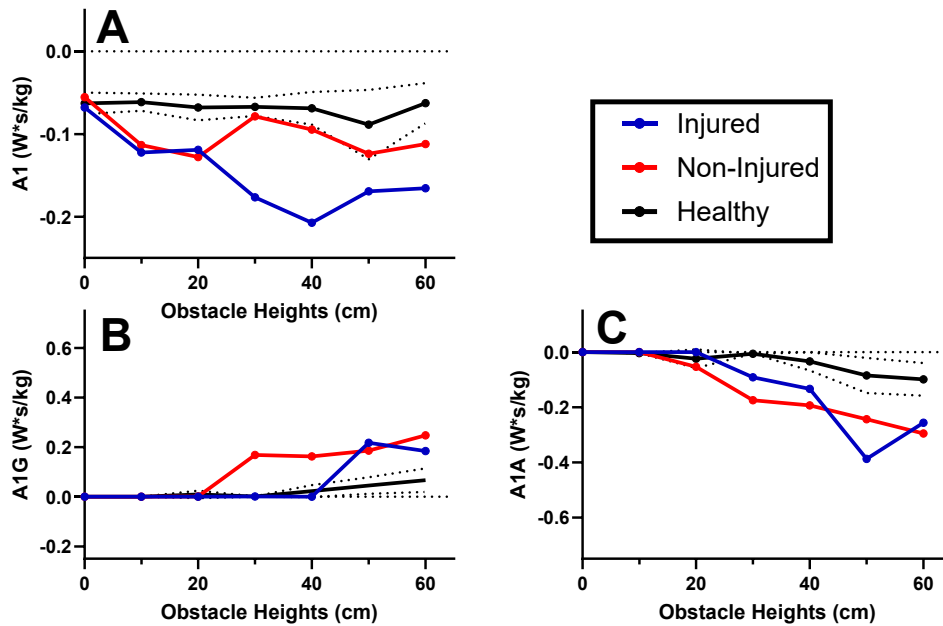 A
0.0
-0.1
-0.2
A1 (W*s/kg)
0 20 40 60
Obstacle Heights (cm)
Injured
Non-Injured
Healthy
B
0.6
0.4
0.2
0.0
-0.2
A1G (W*s/kg)
0 20 40 60
Obstacle Heights (cm)
C
0.0
-0.2
-0.4
-0.6
A1A (W*s/kg)
0 20 40 60
Obstacle Heights (cm)